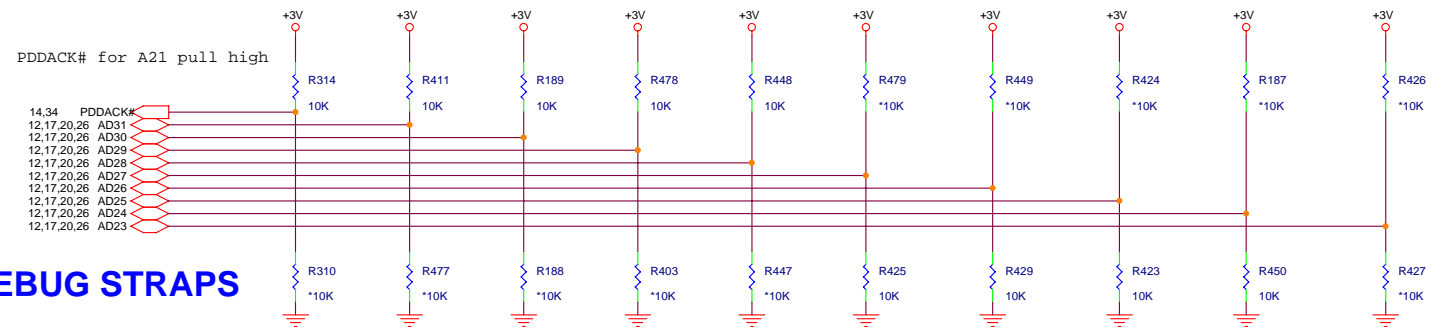 +3V +3V +3V +3V +3V +3V +3V +3V +3V +3V
PDDACK# for A21 pull high
R314 R411 R189 R478 R448 R479 R449 R424 R187 R426
10K 10K 10K 10K 10K *10K *10K *10K *10K *10K
14,34 PDDACK#
12,17,20,26 AD31
12,17,20,26 AD30
12,17,20,26 AD29
12,17,20,26 AD28
12,17,20,26 AD27
12,17,20,26 AD26
12,17,20,26 AD25
12,17,20,26 AD24
12,17,20,26 AD23
EBUG STRAPS
R310 R477 R188 R403 R447 R425 R429 R423 R450 R427
*10K *10K *10K *10K *10K 10K 10K 10K 10K *10K